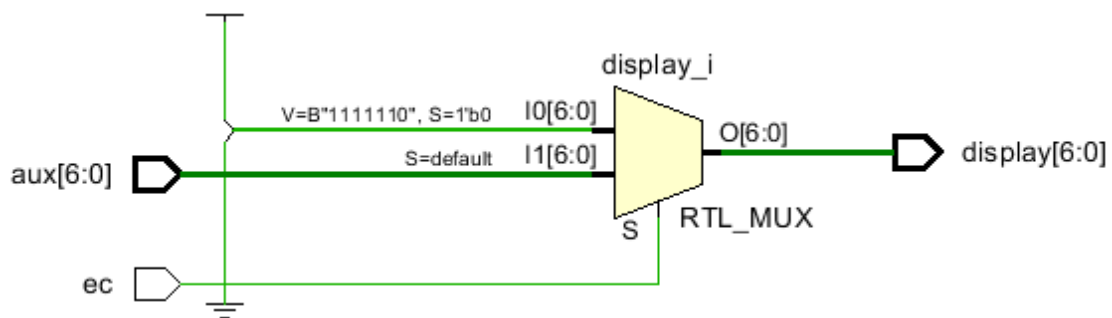 display_i
V=B"1111110", S=1'b0
I0[6:0]
O[6:0]
S=default
I1[6:0]
aux[6:0]
display[6:0]
S
RTL_MUX
ec